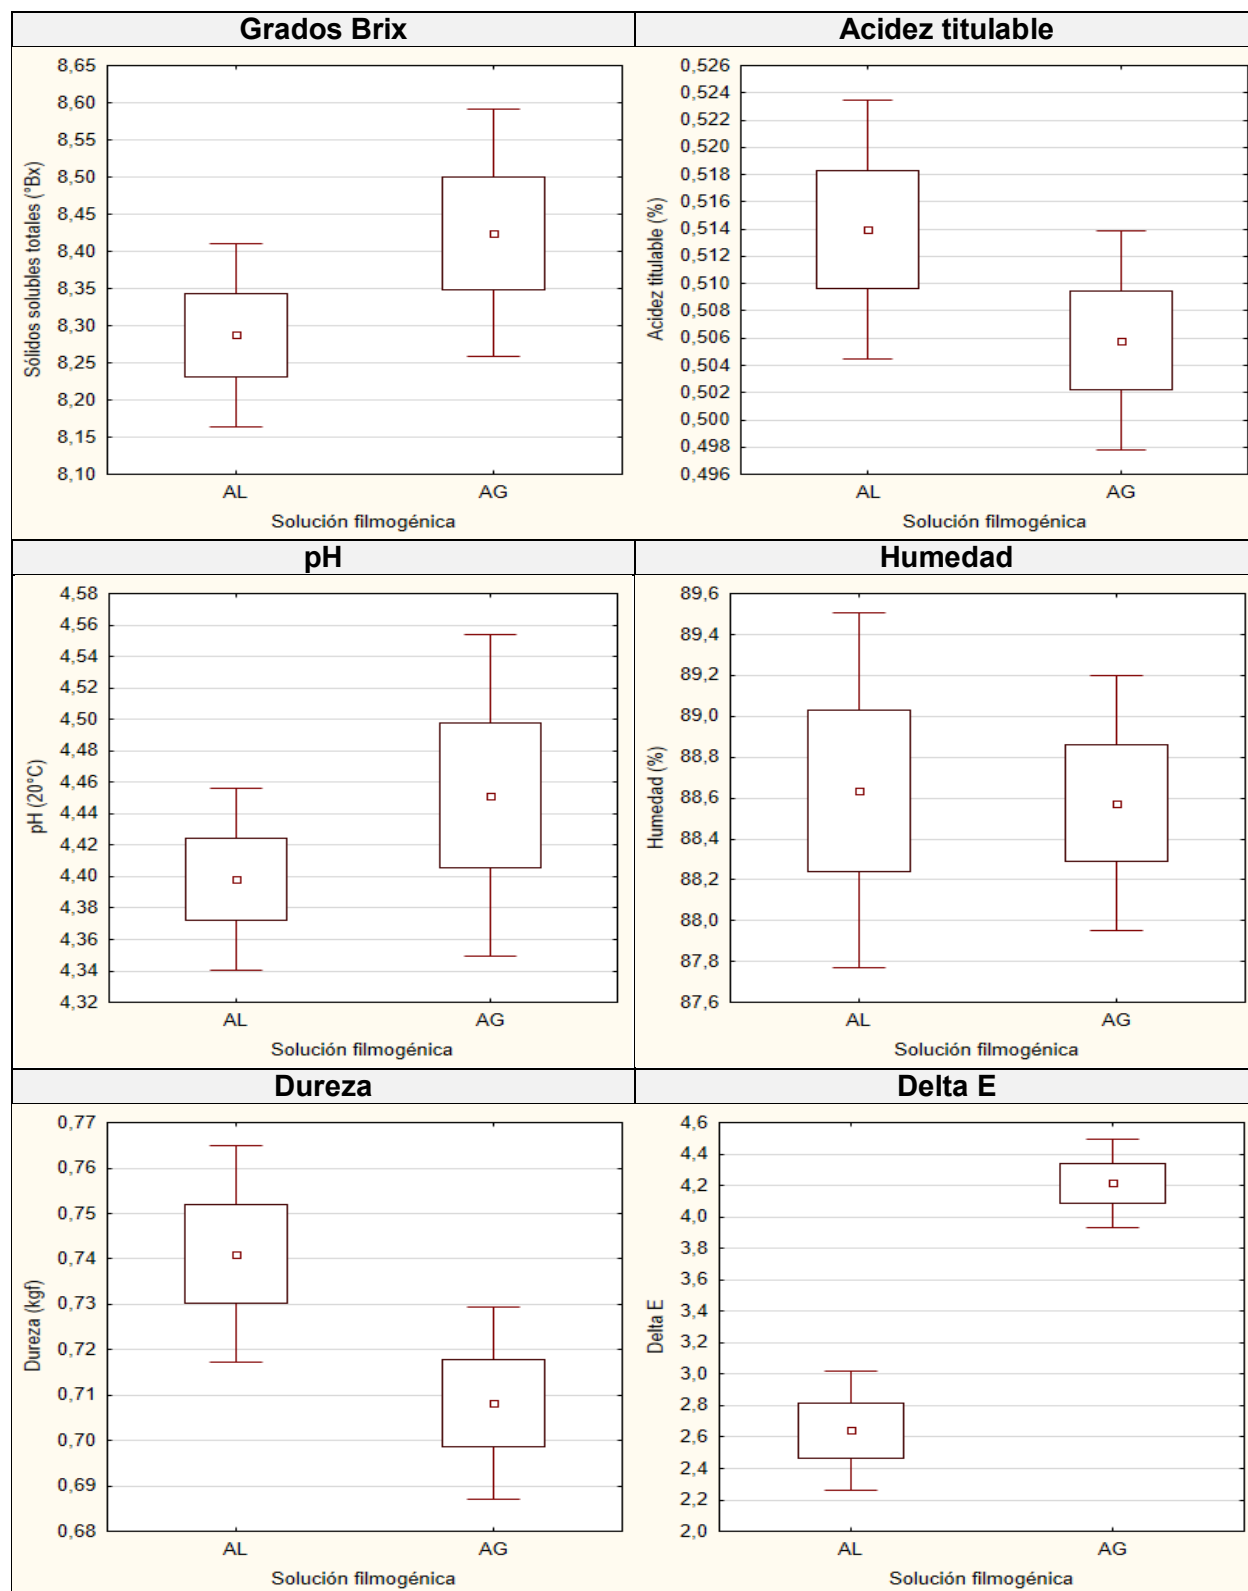 Grados Brix
Acidez titulable
8,65
8,60
8,55
8,50
8,45
8,40
8,35
8,30
8,25
8,20
8,15
8,10
Sólidos solubles totales (°Bx)
AL
AG
Solución filmogénica
0,526
0,524
0,522
0,520
0,518
0,516
0,514
0,512
0,510
0,508
0,506
0,504
0,502
0,500
0,498
0,496
Acidez titulable (%)
AL
AG
Solución filmogénica
pH
Humedad
4,58
4,56
4,54
4,52
4,50
4,48
4,46
4,44
4,42
4,40
4,38
4,36
4,34
4,32
pH (20°C)
AL
AG
Solución filmogénica
89,6
89,4
89,2
89,0
88,8
88,6
88,4
88,2
88,0
87,8
87,6
Humedad (%)
AL
AG
Solución filmogénica
Dureza
Delta E
0,77
0,76
0,75
0,74
0,73
0,72
0,71
0,70
0,69
0,68
Dureza (kgf)
AL
AG
Solución filmogénica
4,6
4,4
4,2
4,0
3,8
3,6
3,4
3,2
3,0
2,8
2,6
2,4
2,2
2,0
Delta E
AL
AG
Solución filmogénica